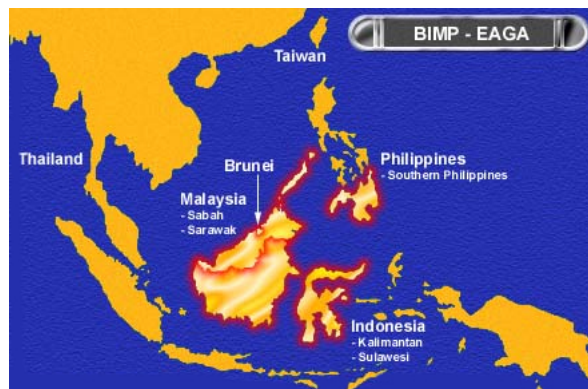 BIMP - EAGA
Taiwan
Thailand
Brunei
Philippines
- Southern Philippines
Malaysia
- Sabah
- Sarawak
Indonesia
- Kalimantan
- Sulawesi